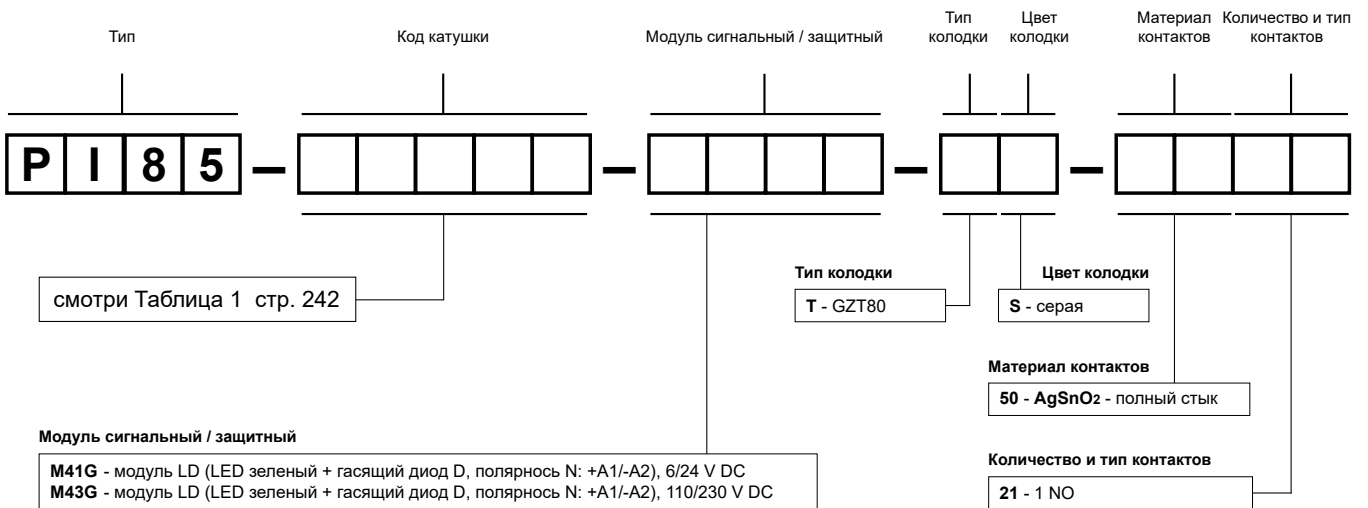 Тип
Код катушки
Модуль сигнальный / защитный
Тип
колодки
Цвет
колодки
Материал
контактов
Количество и тип
контактов
P I 8 5 – – – –
смотри Таблица 1 стр. 242
Тип колодки
T - GZT80
Цвет колодки
S - серая
Материал контактов
50 - AgSnO2 - полный стык
Модуль сигнальный / защитный
M41G - модуль LD (LED зеленый + гасящий диод D, полярнось N: +A1/-A2), 6/24 V DC
M43G - модуль LD (LED зеленый + гасящий диод D, полярнось N: +A1/-A2), 110/230 V DC
Количество и тип контактов
21 - 1 NO